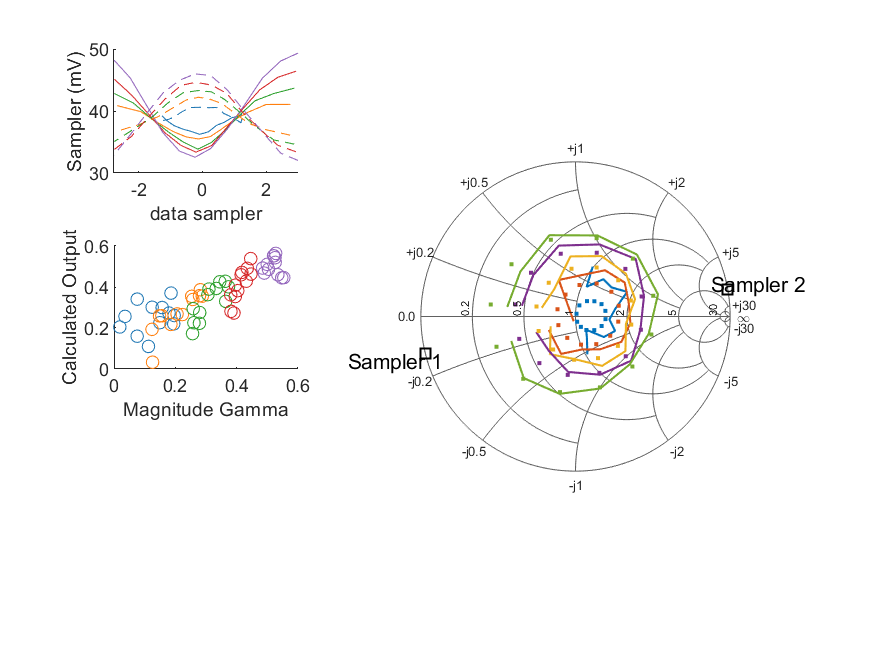 50
40
30
Sampler (mV)
-2
0
2
data sampler
0.6
0.4
0.2
0
Calculated Output
0
0.2
0.4
0.6
Magnitude Gamma
+j1
+j0.5
+j2
+j0.2
+j5
Sampler 2
+j30
0.0
0.2
0.5
1
2
5
30
∞
-j30
Sampler 1
-j0.2
-j5
-j0.5
-j2
-j1